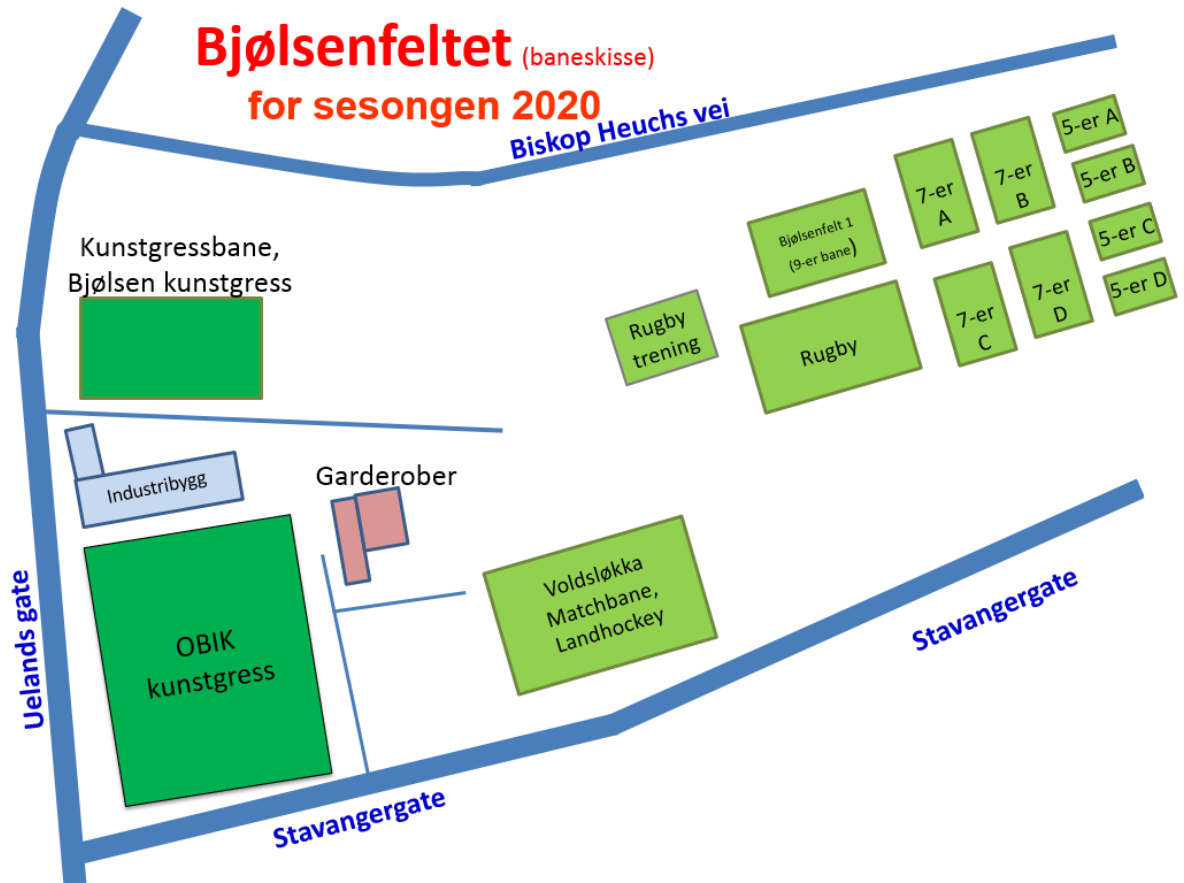 Bjølsenfeltet (baneskisse)
for sesongen 2020
Biskop Heuchs vei
5-er A
5-er B
5-er C
5-er D
7-er
A
7-er
B
7-er
C
7-er
D
Bjølsenfelt 1
(9-er bane)
Rugby
trening
Rugby
Kunstgressbane,
Bjølsen kunstgress
Industribygg
Garderober
Voldsløkka
Matchbane,
Landhockey
OBIK
kunstgress
Uelands gate
Stavangergate
Stavangergate